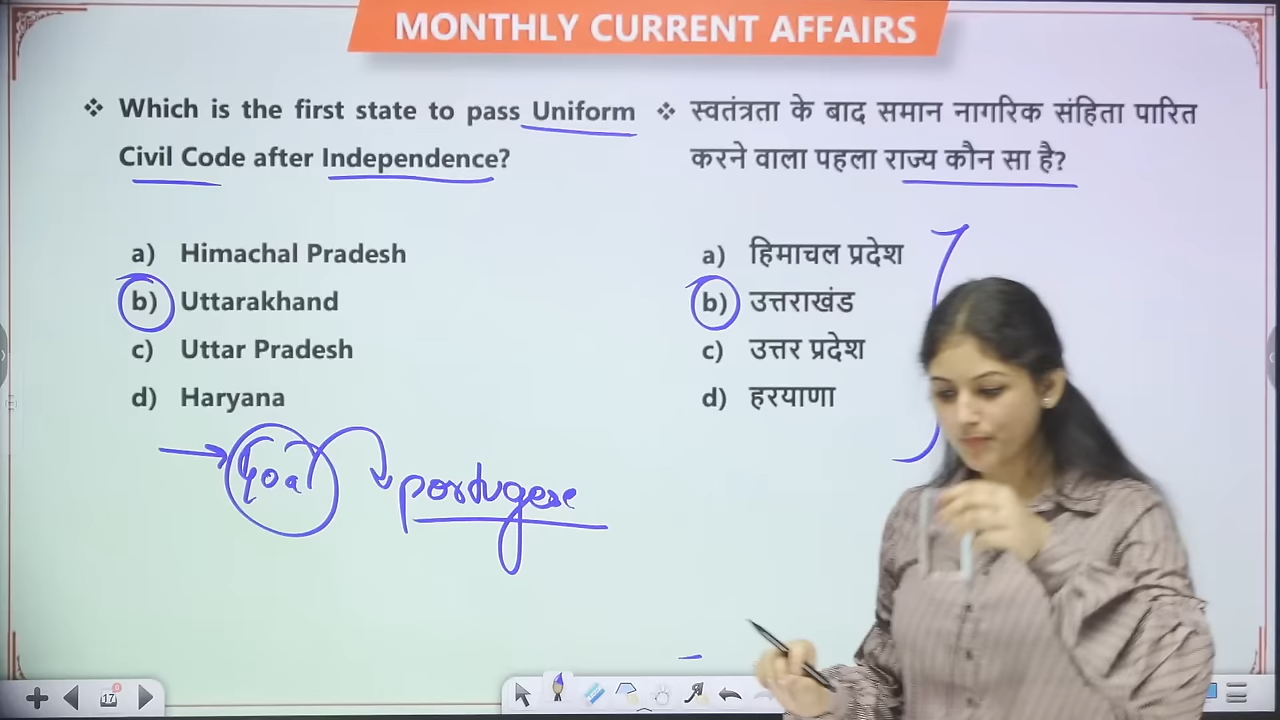 MONTHLY CURRENT AFFAIRS
❖ Which is the first state to pass Uniform
Civil Code after Independence?
a) Himachal Pradesh
b) Uttarakhand
c) Uttar Pradesh
d) Haryana
❖ स्वतंत्रता के बाद समान नागरिक संहिता पारित
करने वाला पहला राज्य कौन सा है?
a) हिमाचल प्रदेश
b) उत्तराखंड
c) उत्तर प्रदेश
d) हरयाणा
Goa
portugese
17